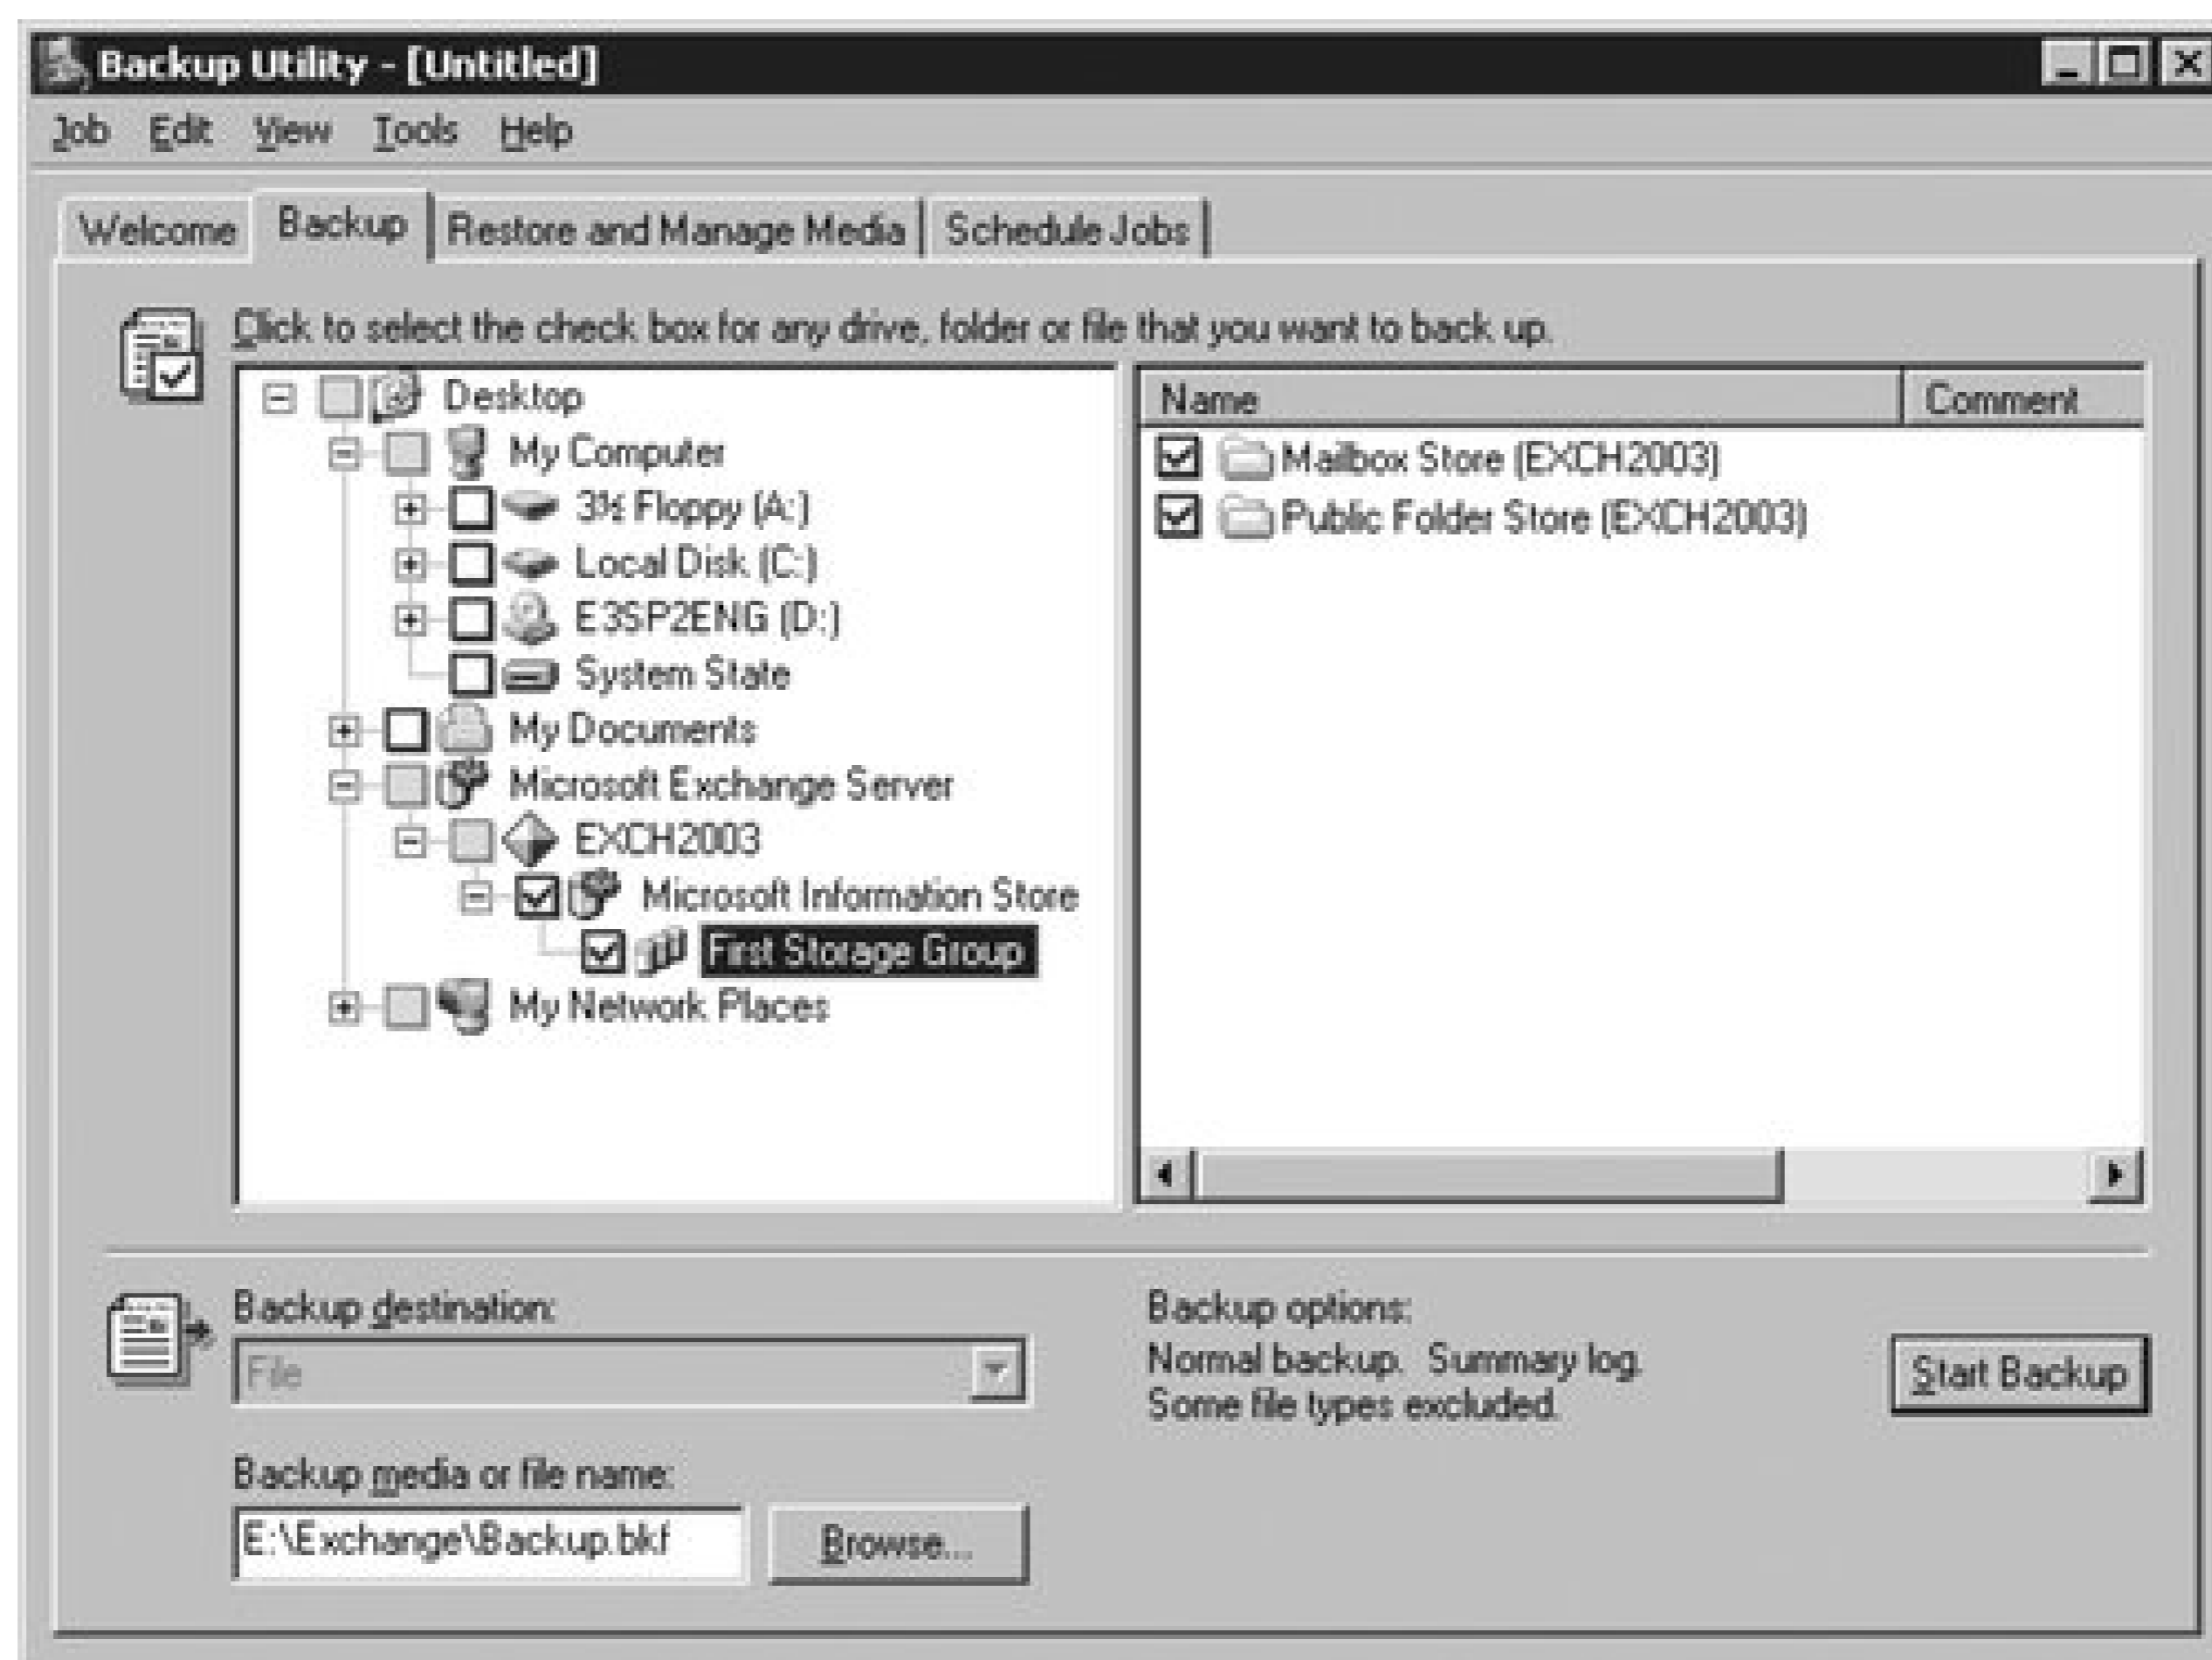 Backup Utility - [Untitled]
Job Edit View Tools Help
Welcome Backup Restore and Manage Media Schedule Jobs
Click to select the check box for any drive, folder or file that you want to back up.
Desktop
My Computer
3½ Floppy (A:)
Local Disk (C:)
E3SP2ENG (D:)
System State
My Documents
Microsoft Exchange Server
EXCH2003
Microsoft Information Store
First Storage Group
My Network Places
Name Comment
Mailbox Store (EXCH2003)
Public Folder Store (EXCH2003)
Backup destination:
File
Backup media or file name:
E:\Exchange\Backup.bkf
Browse...
Backup options:
Normal backup. Summary log.
Some file types excluded.
Start Backup